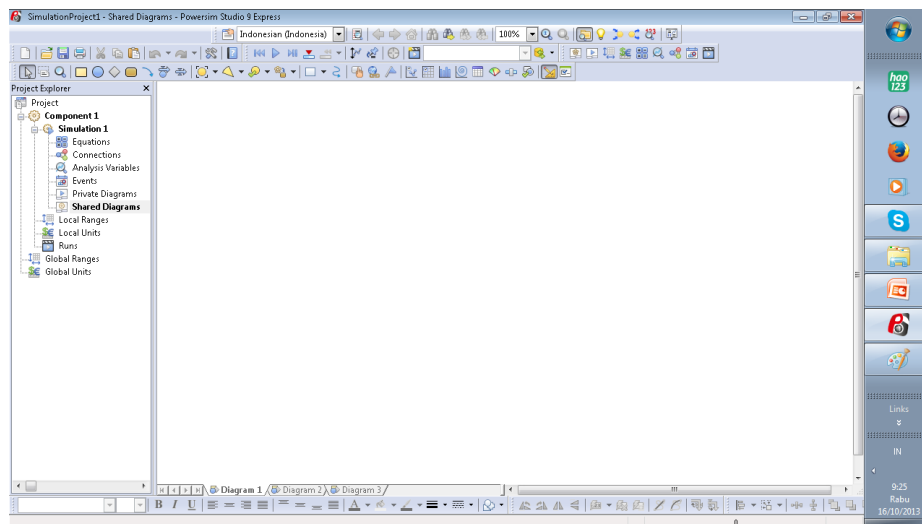 SimulationProject1 - Shared Diagrams - Powersim Studio 9 Express
Indonesian (Indonesia)
100%
Project Explorer
Project
Component 1
Simulation 1
Equations
Connections
Analysis Variables
Events
Private Diagrams
Shared Diagrams
Local Ranges
Local Units
Runs
Global Ranges
Global Units
Diagram 1
Diagram 2
Diagram 3
B I U
hao
123
Links
IN
9:25
Rabu
16/10/2013